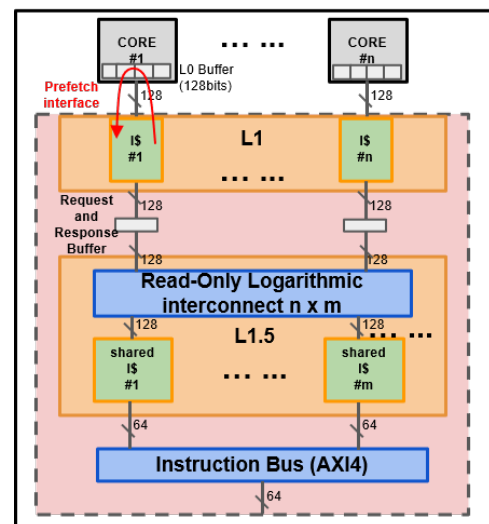 CORE
#1
... ...
CORE
#n
L0 Buffer
(128bits)
Prefetch
interface
128
128
L1
I$
#1
I$
#n
... ...
Request
and
Response
Buffer
128
128
128
128
Read-Only Logarithmic
interconnect n x m
128
128
L1.5
... ...
shared
I$
#1
... ...
shared
I$
#m
64
64
Instruction Bus (AXI4)
64